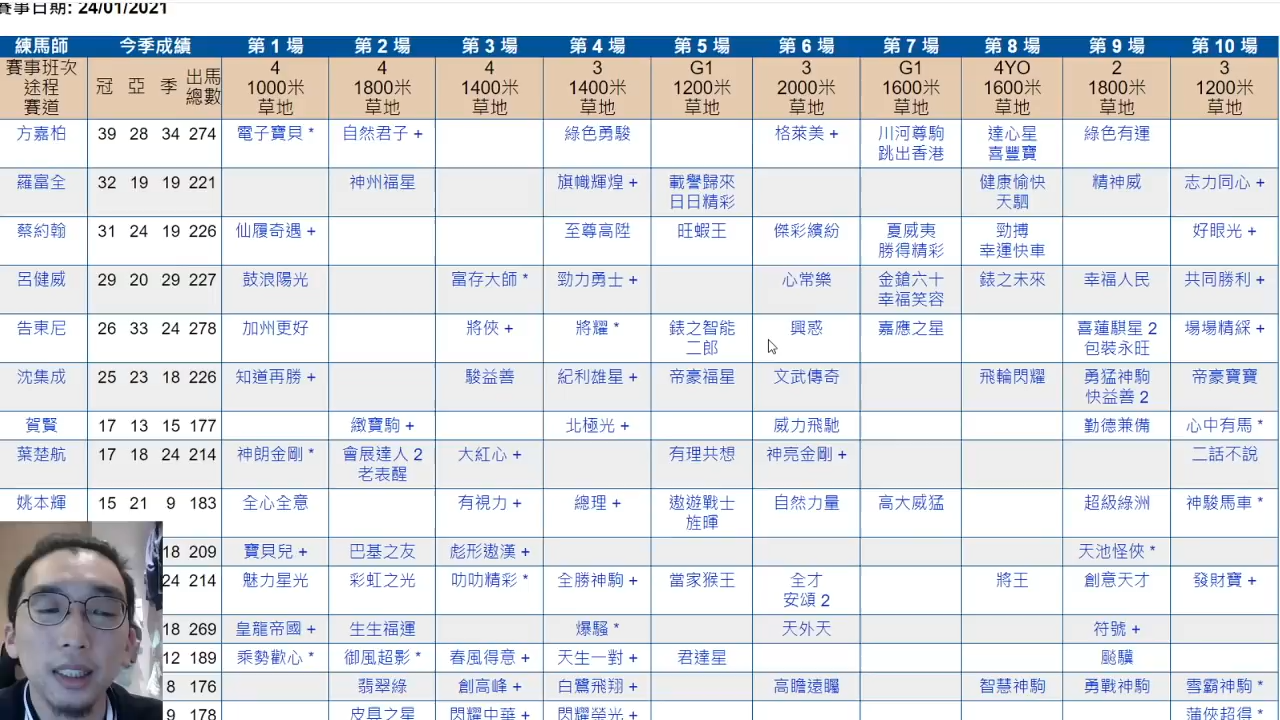 賽事日期: 24/01/2021
練馬師 今季成績 第 1 場 第 2 場 第 3 場 第 4 場 第 5 場 第 6 場 第 7 場 第 8 場 第 9 場 第 10 場
賽事班次 4 4 4 3 G1 3 G1 4YO 2 3
途程 冠 亞 季 出馬總數 1000米 1800米 1400米 1400米 1200米 2000米 1600米 1600米 1800米 1200米
賽道 草地 草地 草地 草地 草地 草地 草地 草地 草地 草地
方嘉柏 39 28 34 274 電子寶貝 * 自然君子 + 綠色勇駿 格萊美 + 川河尊駒 達心星 綠色有運
跳出香港 喜豐寶
羅富全 32 19 19 221 神州福星 旗幟輝煌 + 載譽歸來 健康愉快 精神威 志力同心 +
日日精彩 天駟
蔡約翰 31 24 19 226 仙履奇遇 + 至尊高陞 旺蝦王 傑彩繽紛 夏威夷 勁搏 好眼光 +
勝得精彩 幸運快車
呂健威 29 20 29 227 鼓浪陽光 富存大師 * 勁力勇士 + 心常樂 金鎗六十 錶之未來 幸福人民 共同勝利 +
幸福笑容
告東尼 26 33 24 278 加州更好 將俠 + 將耀 * 錶之智能 興惑 嘉應之星 喜蓮騏星 2 場場精綵 +
二郎 包裝永旺
沈集成 25 23 18 226 知道再勝 + 駿益善 紀利雄星 + 帝豪福星 文武傳奇 飛輪閃耀 勇猛神駒 帝豪寶寶
快益善 2
賀賢 17 13 15 177 緻寶駒 + 北極光 + 威力飛馳 勤德兼備 心中有馬 *
葉楚航 17 18 24 214 神朗金剛 * 會展達人 2 大紅心 + 有理共想 神亮金剛 + 二話不說
老表醒
姚本輝 15 21 9 183 全心全意 有視力 + 總理 + 遨遊戰士 自然力量 高大威猛 超級綠洲 神駿馬車 *
旌暉
18 209 寶貝兒 + 巴基之友 彪形遨漢 + 天池怪俠 *
24 214 魅力星光 彩虹之光 叻叻精彩 * 全勝神駒 + 當家猴王 全才 將王 創意天才 發財寶 +
安頌 2
18 269 皇龍帝國 + 生生福運 爆騷 * 天外天 符號 +
12 189 乘勢歡心 * 御風超影 * 春風得意 + 天生一對 + 君達星 颩驥
8 176 翡翠綠 創高峰 + 白鷺飛翔 + 高瞻遠矚 智慧神駒 勇戰神駒 雪霸神駒 *
9 178 皮具之星 閃耀中華 + 閃耀榮光 + 蒲俠超得 *